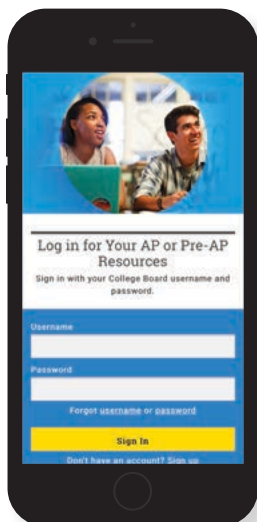 Log in for Your AP or Pre-AP
Resources
Sign in with your College Board username and
password.
Username
Password
Forgot username or password
Sign In
Don't have an account? Sign up